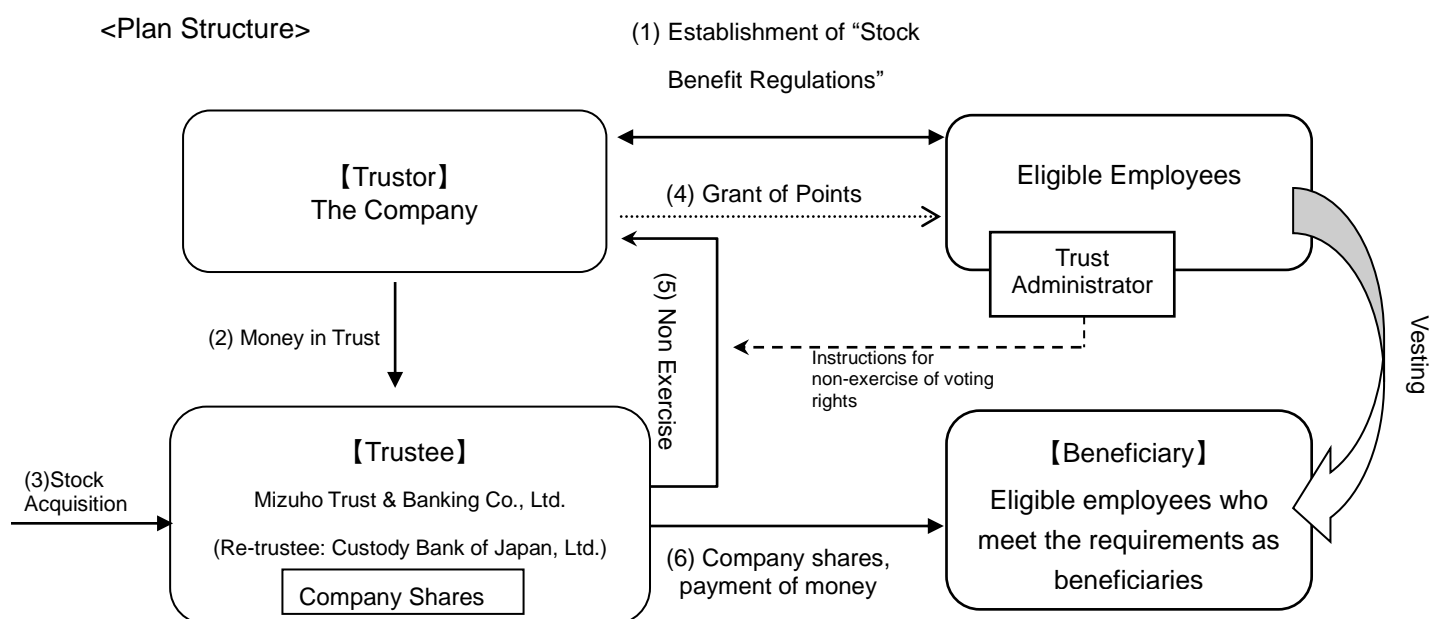 <Plan Structure>
(1) Establishment of “Stock
Benefit Regulations”
【Trustor】
The Company
(4) Grant of Points
Eligible Employees
Trust
Administrator
(2) Money in Trust
(5) Non Exercise
Instructions for
non-exercise of voting
rights
Vesting
(3)Stock
Acquisition
【Trustee】
Mizuho Trust & Banking Co., Ltd.
(Re-trustee: Custody Bank of Japan, Ltd.)
Company Shares
(6) Company shares,
payment of money
【Beneficiary】
Eligible employees who
meet the requirements as
beneficiaries